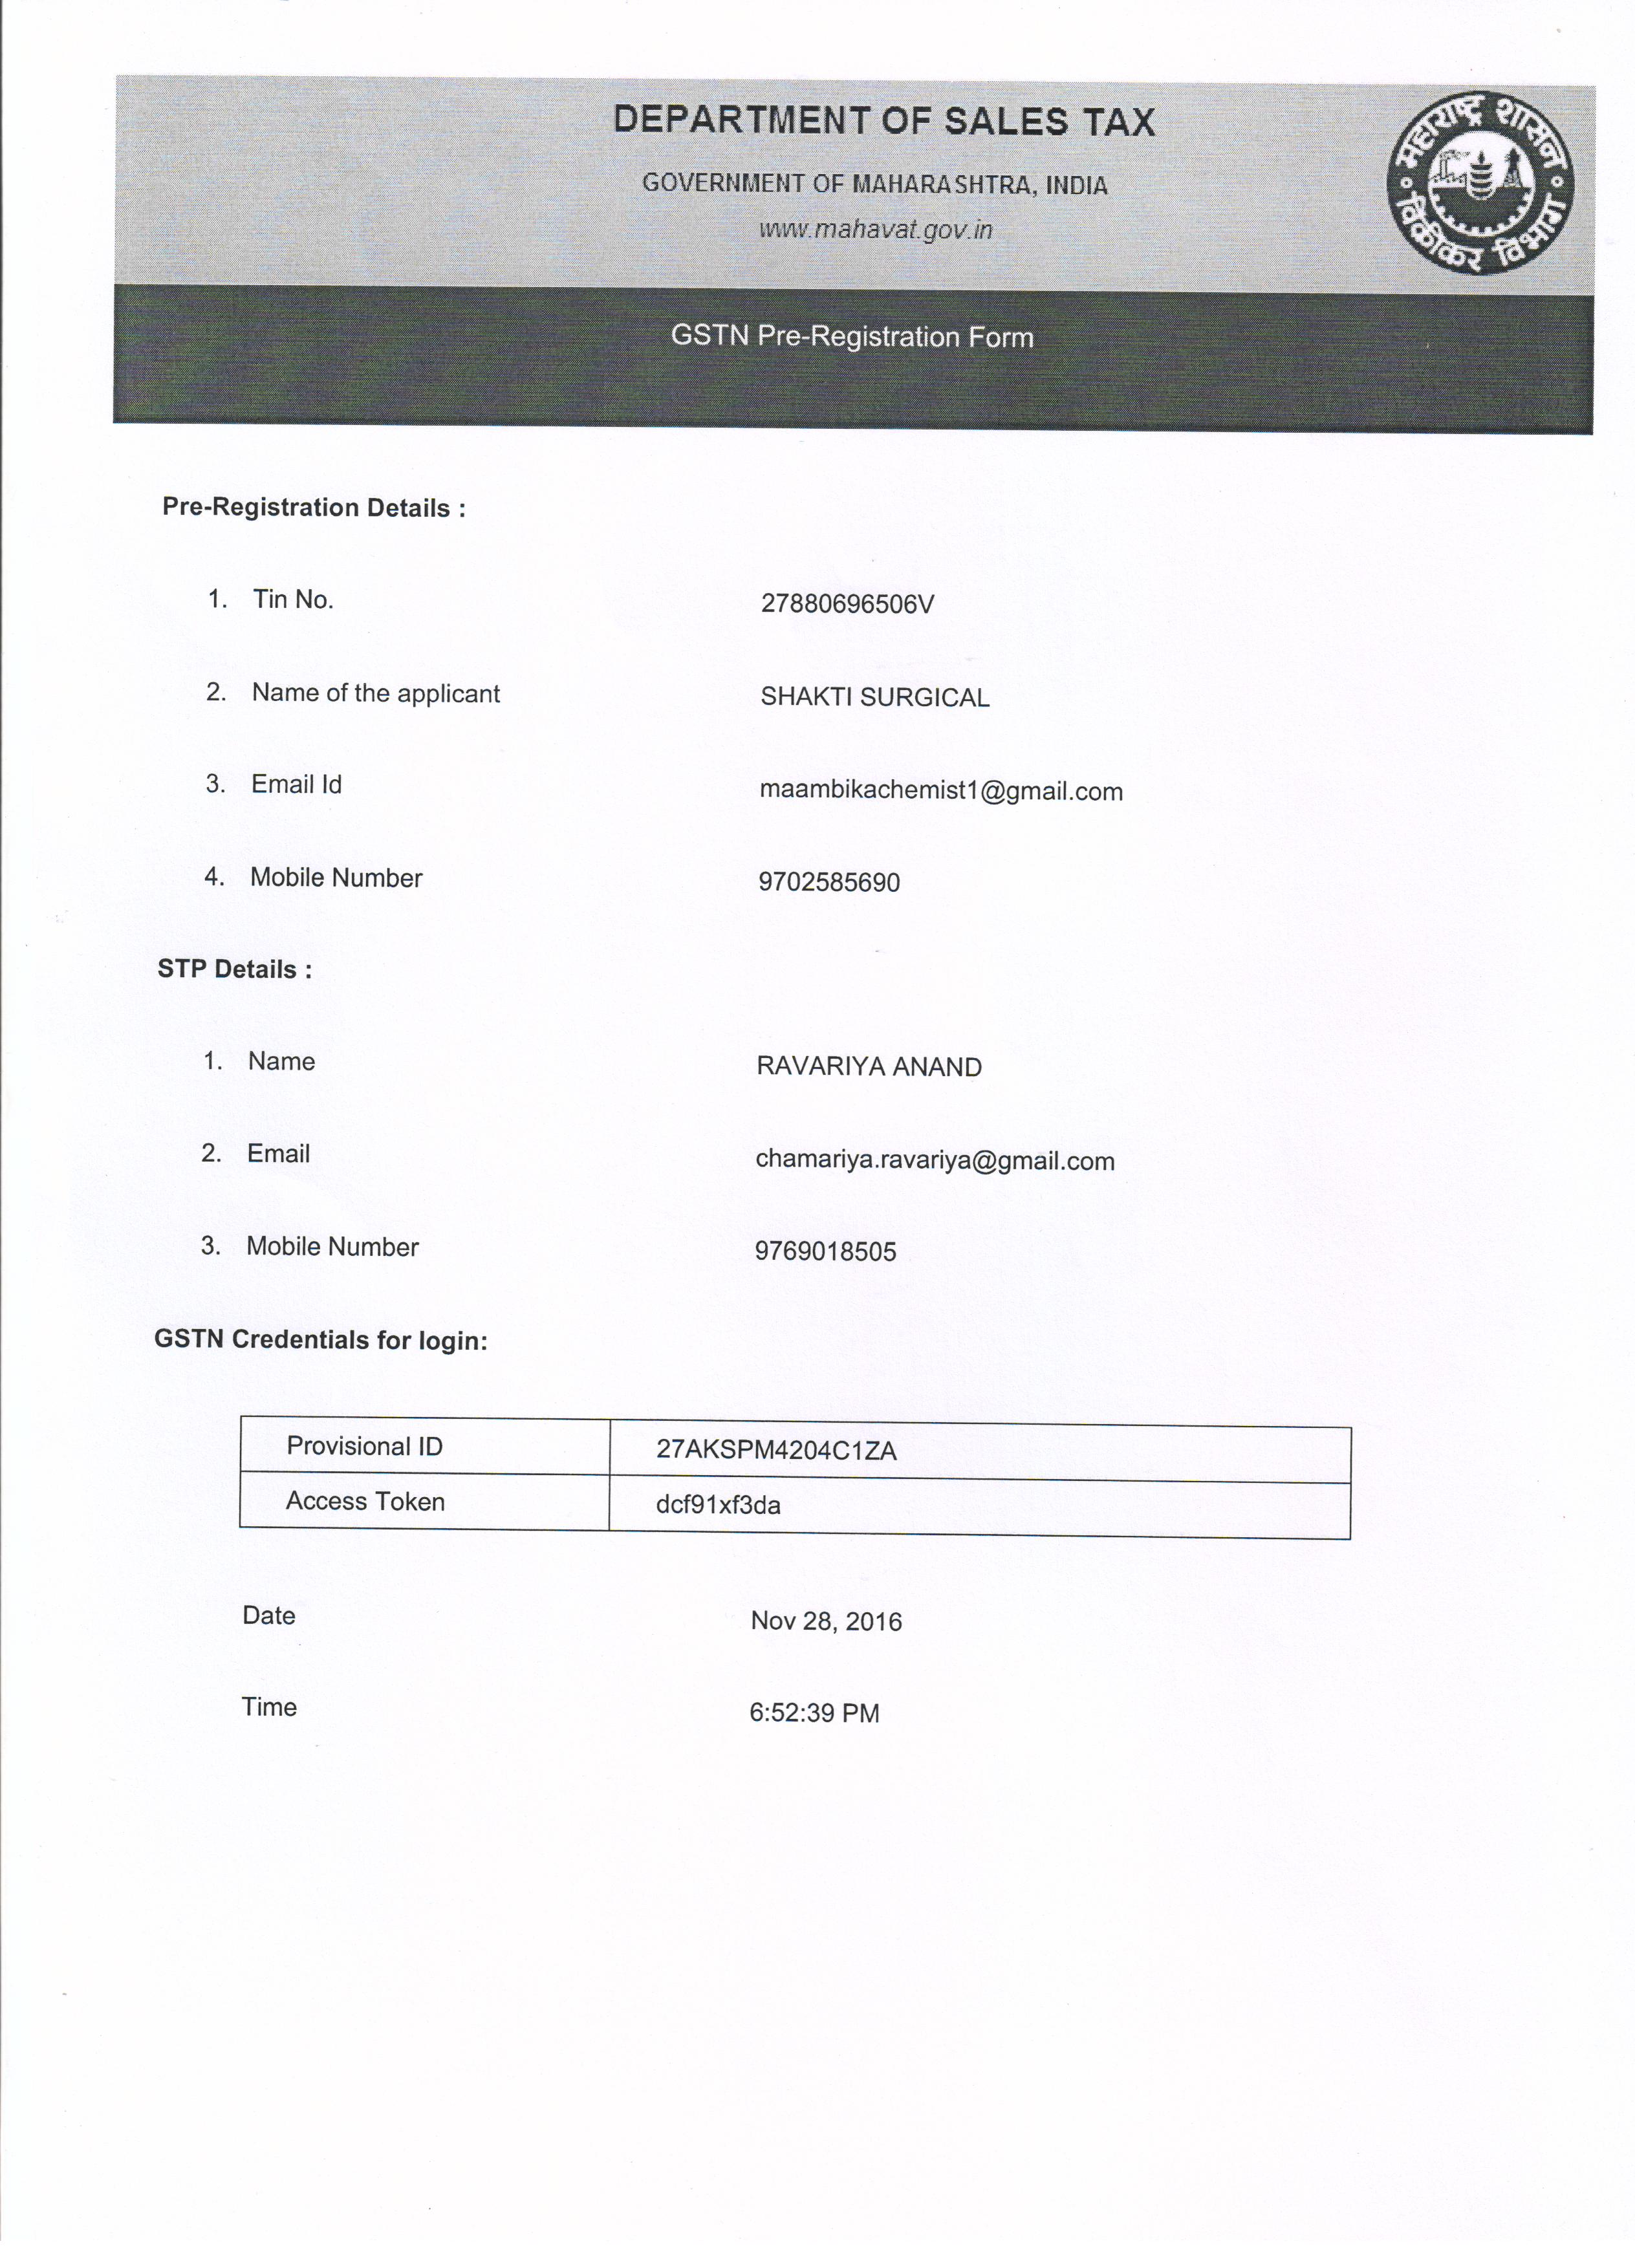 DEPARTMENT OF SALES TAX
GOVERNMENT OF MAHARASHTRA, INDIA
www.mahavat.gov.in
महाराष्ट्र शासन
विक्रीकर विभाग
GSTN Pre-Registration Form
Pre-Registration Details :
1. Tin No. 27880696506V
2. Name of the applicant SHAKTI SURGICAL
3. Email Id maambikachemist1@gmail.com
4. Mobile Number 9702585690
STP Details :
1. Name RAVARIYA ANAND
2. Email chamariya.ravariya@gmail.com
3. Mobile Number 9769018505
GSTN Credentials for login:
Provisional ID 27AKSPM4204C1ZA
Access Token dcf91xf3da
Date Nov 28, 2016
Time 6:52:39 PM